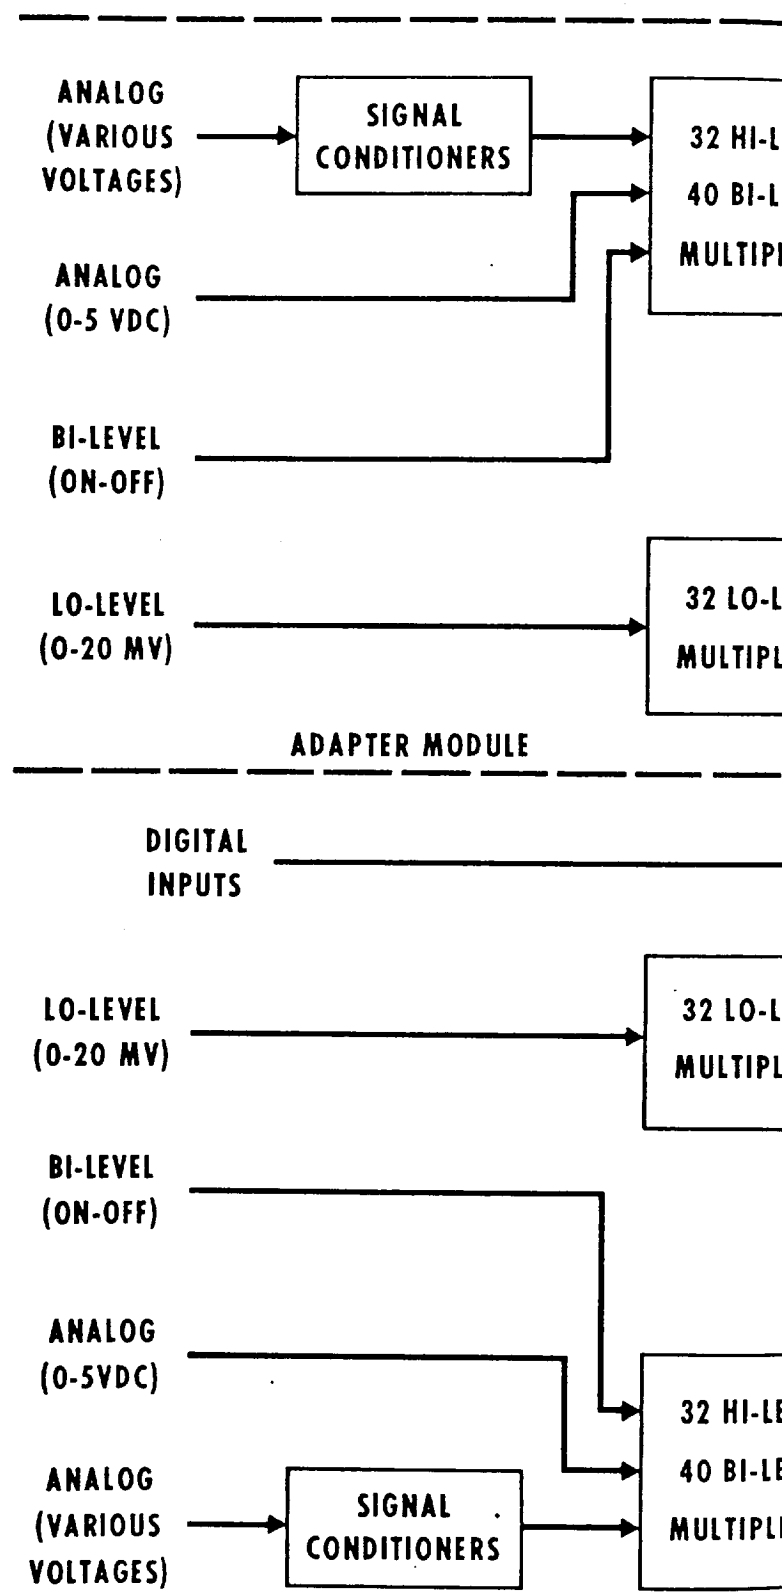 ANALOG
(VARIOUS
VOLTAGES)
SIGNAL
CONDITIONERS
32 HI-L
40 BI-L
MULTIPL
ANALOG
(0-5 VDC)
BI-LEVEL
(ON-OFF)
LO-LEVEL
(0-20 MV)
32 LO-L
MULTIPL
ADAPTER MODULE
DIGITAL
INPUTS
LO-LEVEL
(0-20 MV)
32 LO-L
MULTIPL
BI-LEVEL
(ON-OFF)
ANALOG
(0-5VDC)
32 HI-LE
40 BI-LE
MULTIPLE
ANALOG
(VARIOUS
VOLTAGES)
SIGNAL
CONDITIONERS